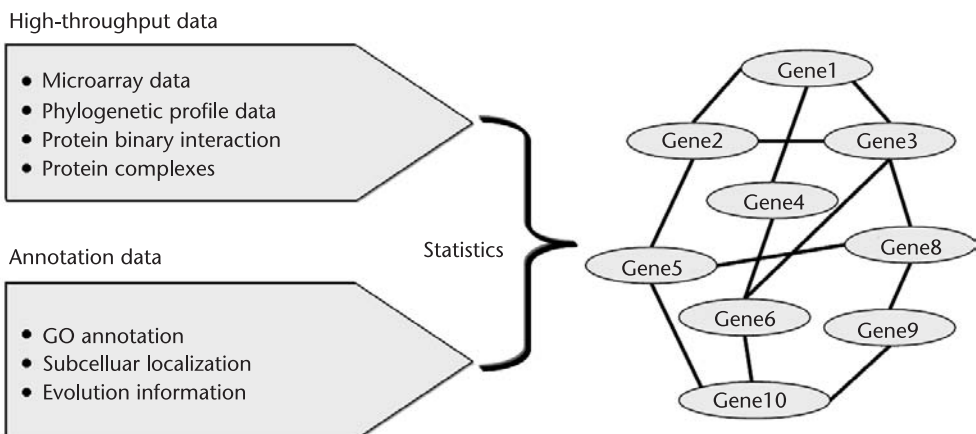 High-throughput data
• Microarray data
• Phylogenetic profile data
• Protein binary interaction
• Protein complexes
Annotation data
• GO annotation
• Subcelluar localization
• Evolution information
Statistics
Gene1
Gene2
Gene3
Gene4
Gene8
Gene5
Gene6
Gene9
Gene10